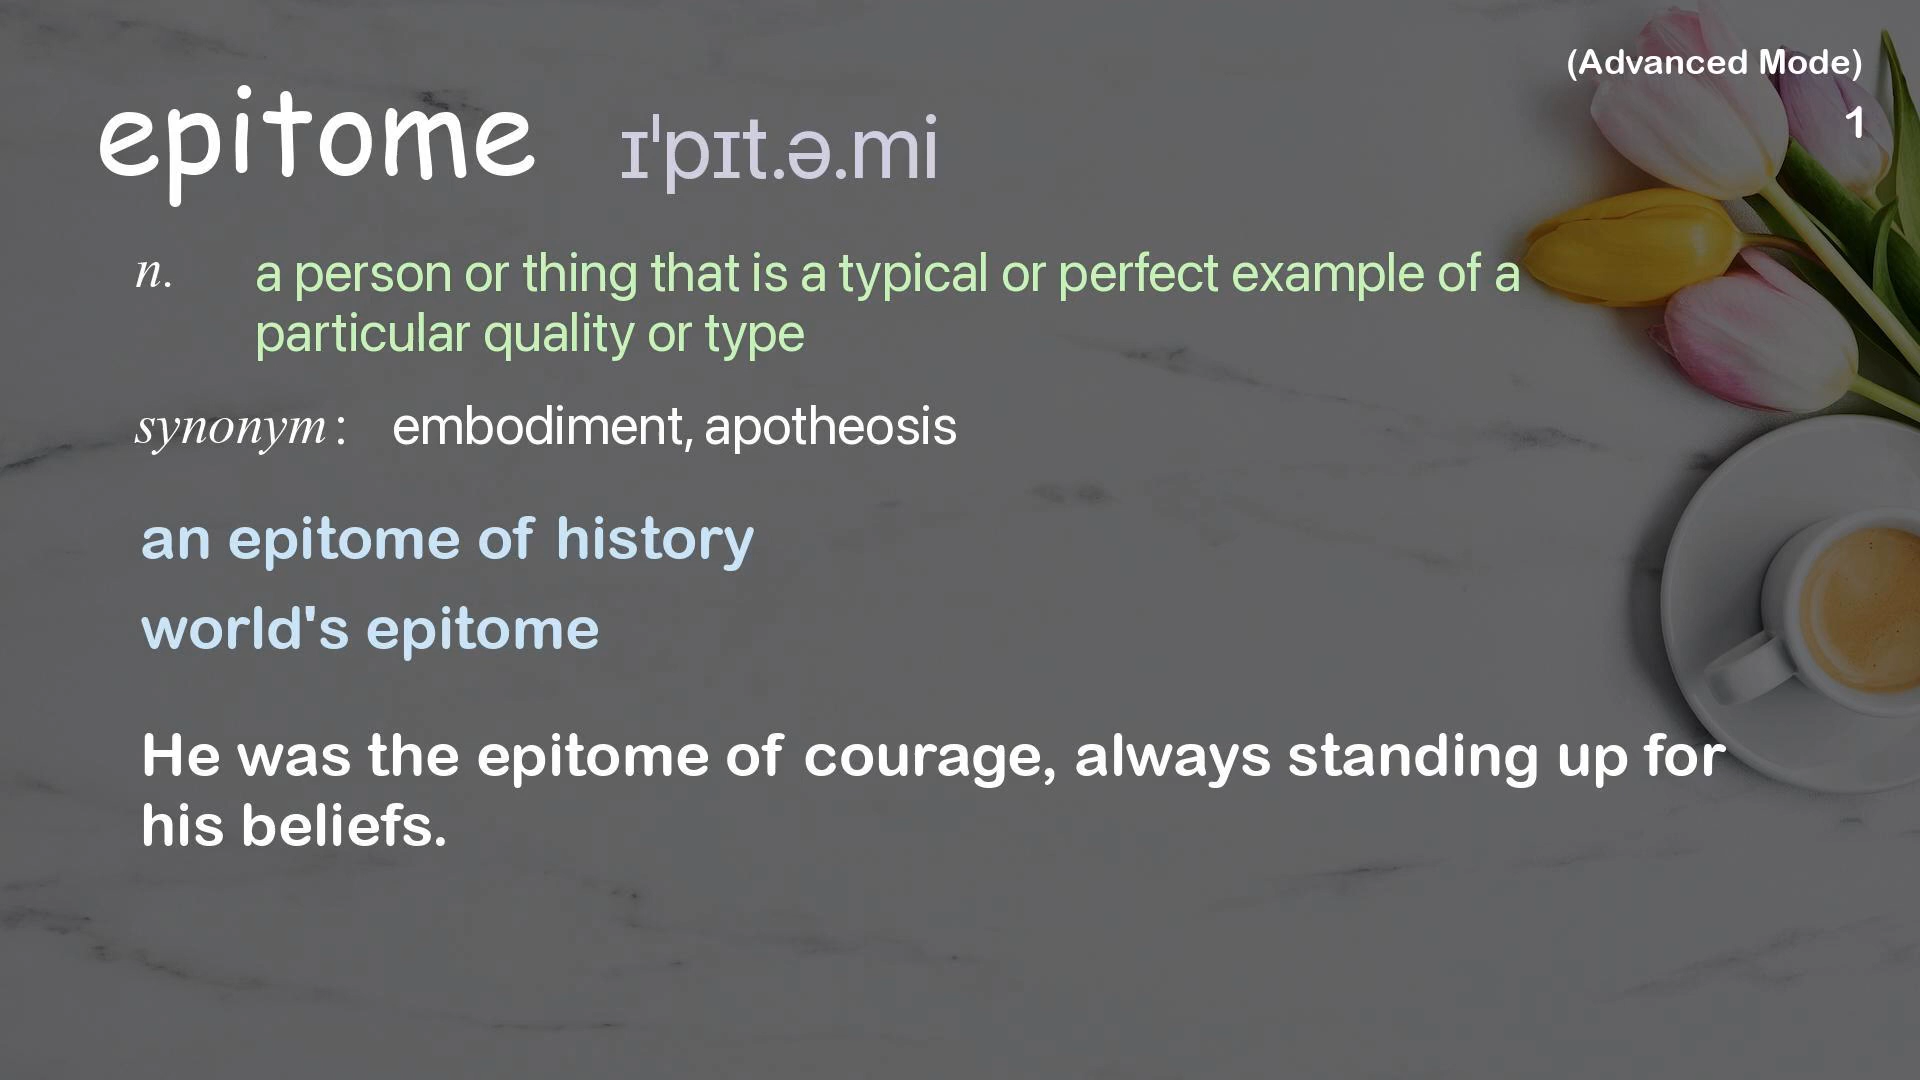 (Advanced Mode)
1
epitome ɪˈpɪt.ə.mi
n. a person or thing that is a typical or perfect example of a
particular quality or type
synonym: embodiment, apotheosis
an epitome of history
world's epitome
He was the epitome of courage, always standing up for
his beliefs.